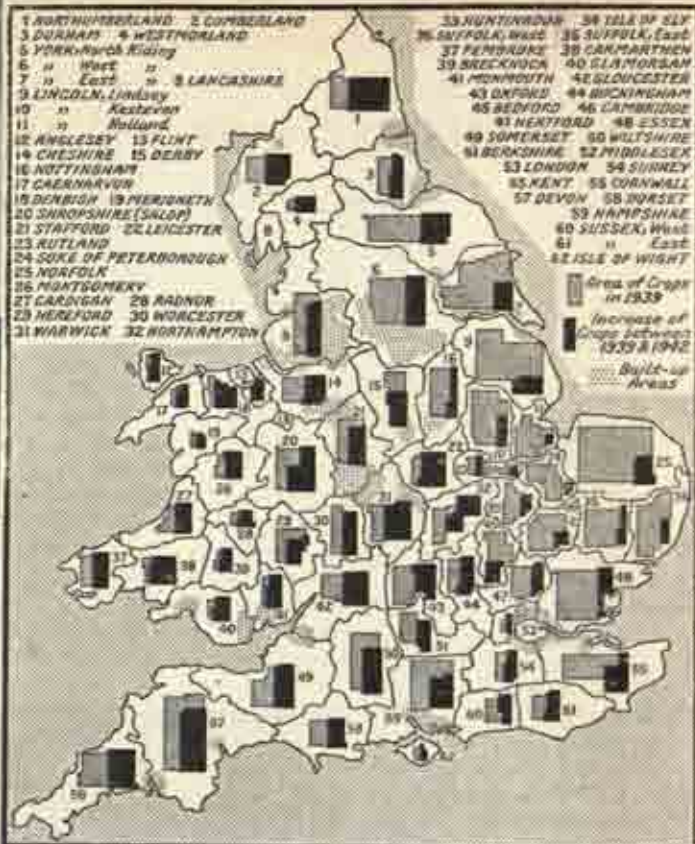 1 NORTHUMBERLAND 2 CUMBERLAND
3 DURHAM 4 WESTMORLAND
5 YORK: North Riding
6 " West "
7 " East " 8 LANCASHIRE
9 LINCOLN, Lindsey
10 " Kesteven
11 " Holland
12 ANGLESEY 13 FLINT
14 CHESHIRE 15 DERBY
16 NOTTINGHAM
17 CAERNARVON
18 DENBIGH 19 MERIONETH
20 SHROPSHIRE (SALOP)
21 STAFFORD 22 LEICESTER
23 RUTLAND
24 SOKE OF PETERBOROUGH
25 NORFOLK
26 MONTGOMERY
27 CARDIGAN 28 RADNOR
29 HEREFORD 30 WORCESTER
31 WARWICK 32 NORTHAMPTON
33 HUNTINGDON 34 ISLE OF ELY
35 SUFFOLK, West 36 SUFFOLK, East
37 PEMBROKE 38 CARMARTHEN
39 BRECKNOCK 40 GLAMORGAN
41 MONMOUTH 42 GLOUCESTER
43 OXFORD 44 BUCKINGHAM
45 BEDFORD 46 CAMBRIDGE
47 HERTFORD 48 ESSEX
49 SOMERSET 50 WILTSHIRE
51 BERKSHIRE 52 MIDDLESEX
53 LONDON 54 SURREY
55 KENT 56 CORNWALL
57 DEVON 58 DORSET
59 HAMPSHIRE
60 SUSSEX, West
61 " East
62 ISLE OF WIGHT
Area of Crops
in 1939
Increase of
Crops between
1939 & 1942
Built-up
Areas